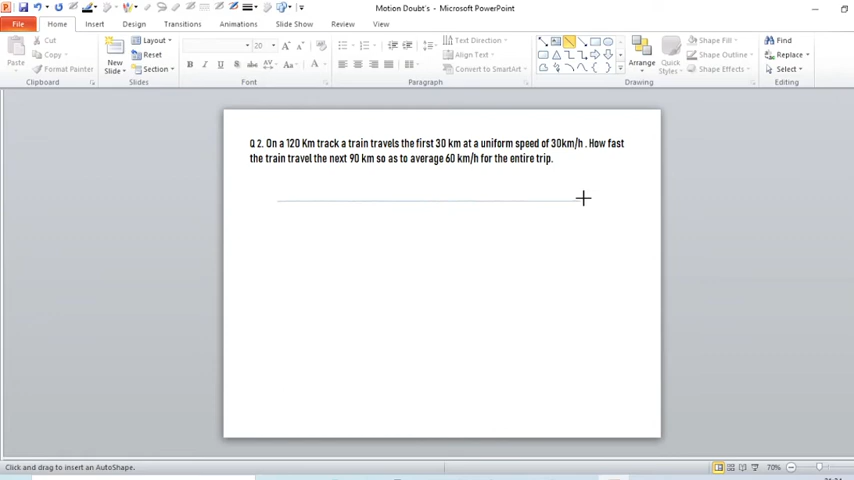 Motion Doubt's - Microsoft PowerPoint
File Home Insert Design Transitions Animations Slide Show Review View
Paste Cut Copy Format Painter Clipboard
New Slide Layout Reset Section Slides
20 B I U S abc AV Aa A Font
Paragraph Text Direction Align Text Convert to SmartArt
Arrange Quick Styles Shape Fill Shape Outline Shape Effects Drawing
Find Replace Select Editing
Q 2. On a 120 Km track a train travels the first 30 km at a uniform speed of 30km/h . How fast
the train travel the next 90 km so as to average 60 km/h for the entire trip.
Click and drag to insert an AutoShape.
70%